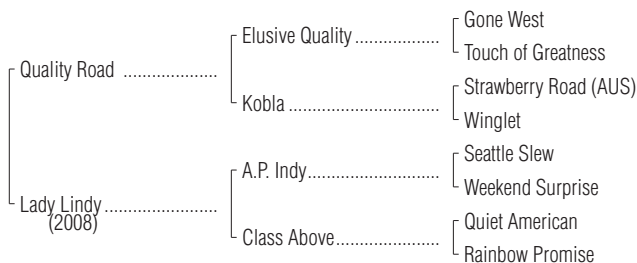 Gone West
Elusive Quality ..................
Touch of Greatness
Quality Road ....................
Strawberry Road (AUS)
Kobla ................................
Winglet
Seattle Slew
A.P. Indy ............................
Weekend Surprise
Lady Lindy ........................
(2008)
Quiet American
Class Above ......................
Rainbow Promise